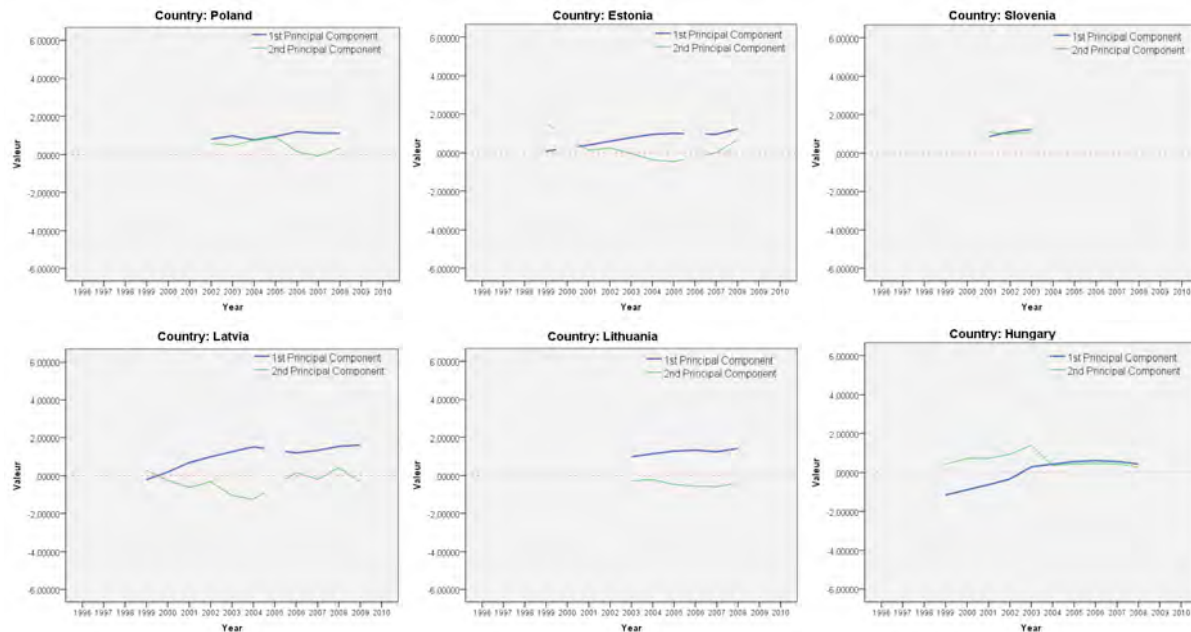 Country: Poland
1st Principal Component
2nd Principal Component
6.00000
4.00000
2.00000
.00000
-2.00000
-4.00000
-6.00000
Valeur
1996 1997 1998 1999 2000 2001 2002 2003 2004 2005 2006 2007 2008 2009 2010
Year
Country: Estonia
1st Principal Component
2nd Principal Component
6.00000
4.00000
2.00000
.00000
-2.00000
-4.00000
-6.00000
Valeur
1996 1997 1998 1999 2000 2001 2002 2003 2004 2005 2006 2007 2008 2009 2010
Year
Country: Slovenia
1st Principal Component
2nd Principal Component
6.00000
4.00000
2.00000
.00000
-2.00000
-4.00000
-6.00000
Valeur
1996 1997 1998 1999 2000 2001 2002 2003 2004 2005 2006 2007 2008 2009 2010
Year
Country: Latvia
1st Principal Component
2nd Principal Component
6.00000
4.00000
2.00000
.00000
-2.00000
-4.00000
-6.00000
Valeur
1996 1997 1998 1999 2000 2001 2002 2003 2004 2005 2006 2007 2008 2009 2010
Year
Country: Lithuania
1st Principal Component
2nd Principal Component
6.00000
4.00000
2.00000
.00000
-2.00000
-4.00000
-6.00000
Valeur
1996 1997 1998 1999 2000 2001 2002 2003 2004 2005 2006 2007 2008 2009 2010
Year
Country: Hungary
1st Principal Component
2nd Principal Component
6.00000
4.00000
2.00000
.00000
-2.00000
-4.00000
-6.00000
Valeur
1996 1997 1998 1999 2000 2001 2002 2003 2004 2005 2006 2007 2008 2009 2010
Year